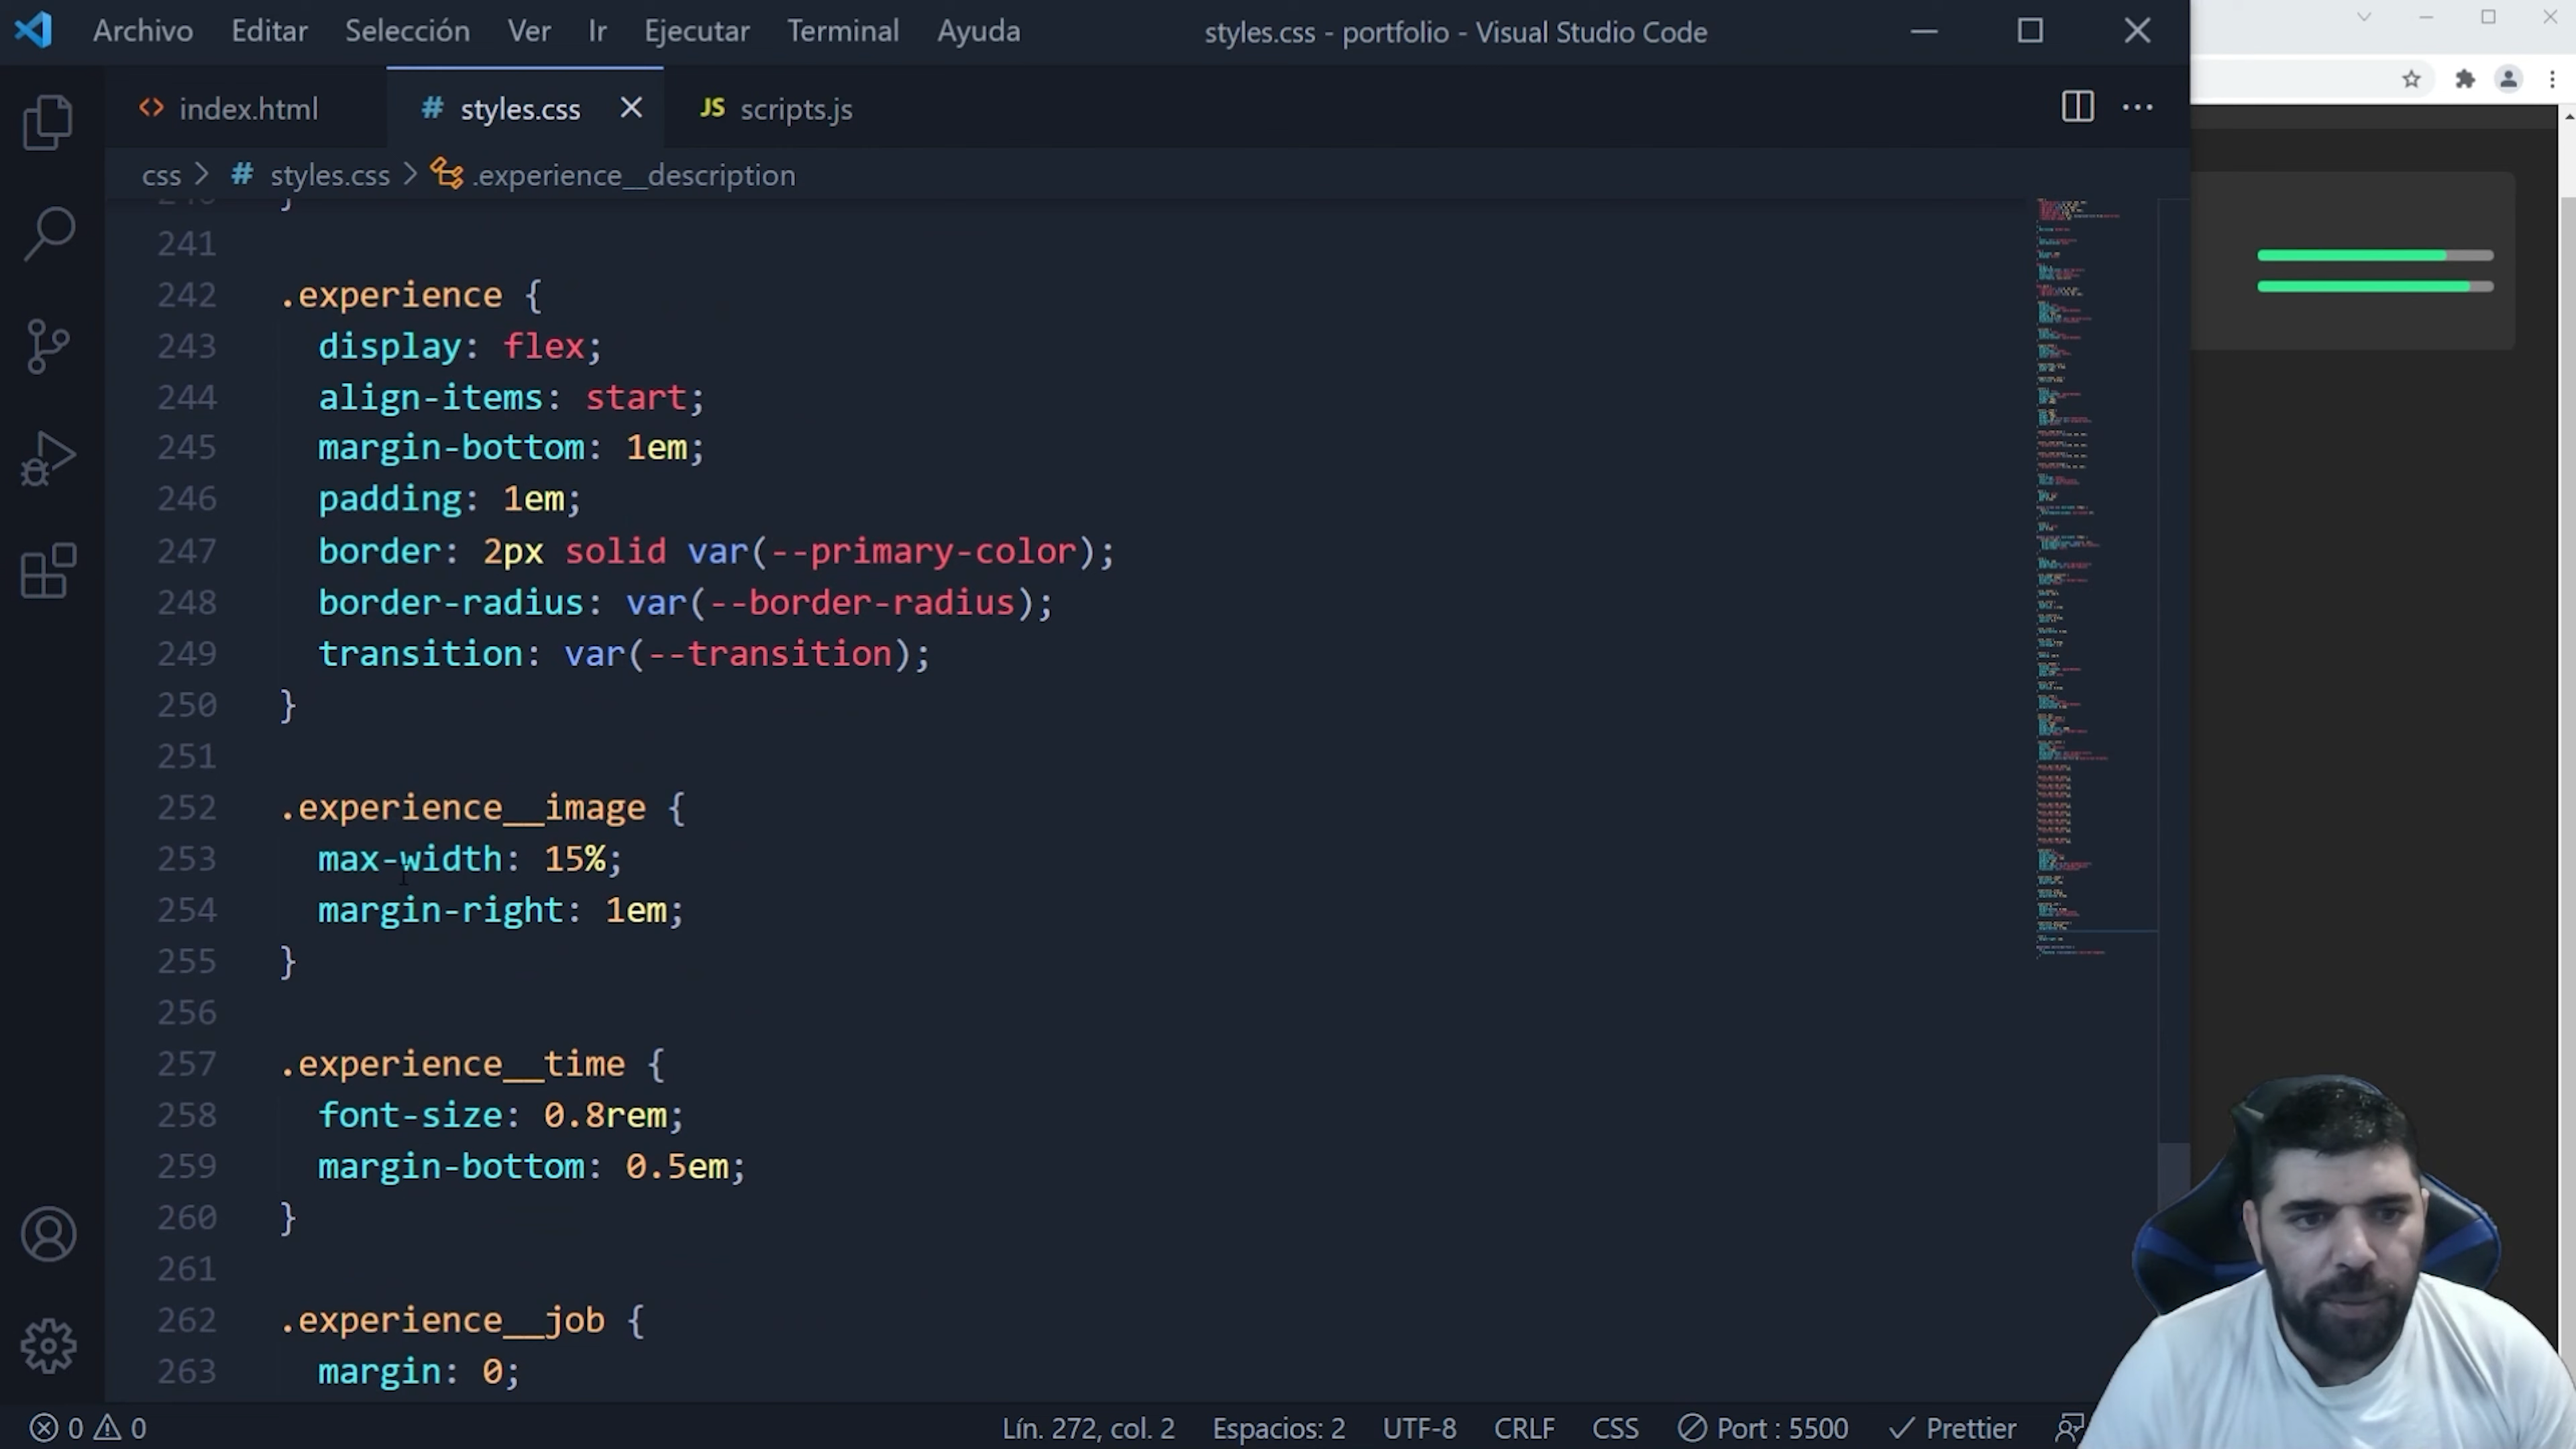 Archivo Editar Selección Ver Ir Ejecutar Terminal Ayuda styles.css - portfolio - Visual Studio Code
<> index.html # styles.css JS scripts.js
css > # styles.css > .experience__description
240 }
241
242 .experience {
243 display: flex;
244 align-items: start;
245 margin-bottom: 1em;
246 padding: 1em;
247 border: 2px solid var(--primary-color);
248 border-radius: var(--border-radius);
249 transition: var(--transition);
250 }
251
252 .experience__image {
253 max-width: 15%;
254 margin-right: 1em;
255 }
256
257 .experience__time {
258 font-size: 0.8rem;
259 margin-bottom: 0.5em;
260 }
261
262 .experience__job {
263 margin: 0;
0 0 Lín. 272, col. 2 Espacios: 2 UTF-8 CRLF CSS Port : 5500 Prettier